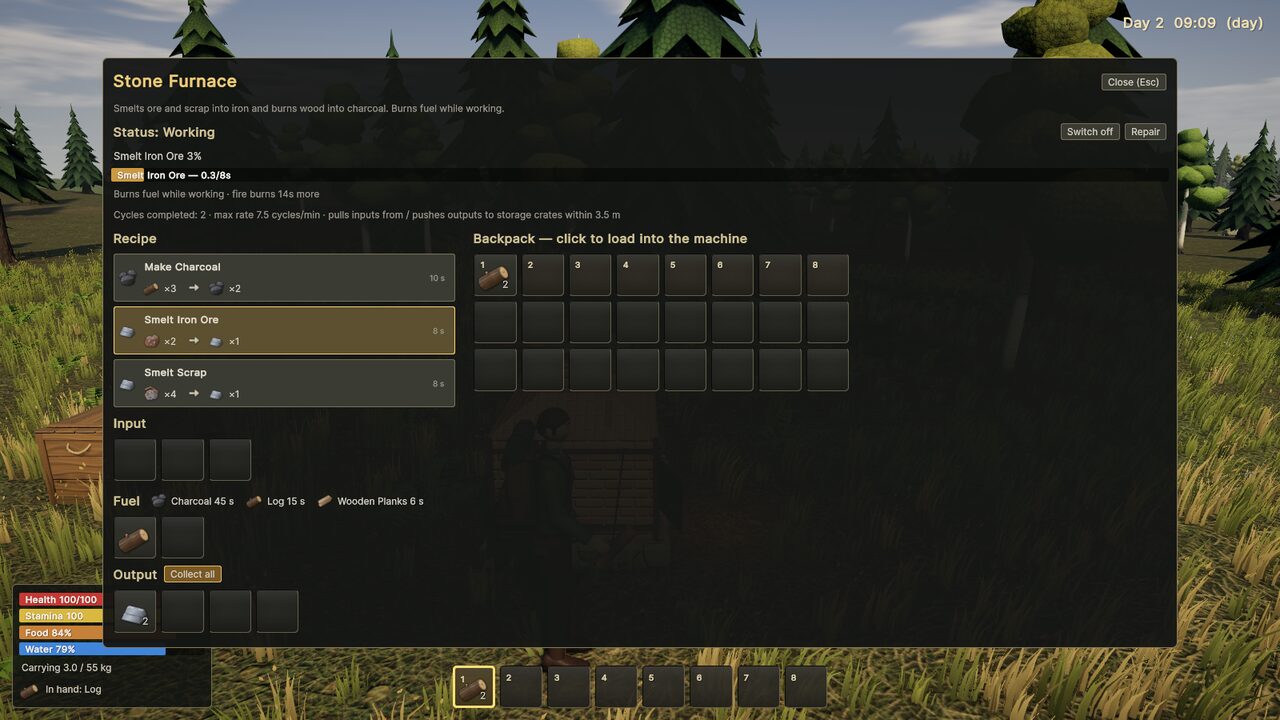 Day 2 09:09 (day)
Stone Furnace
Close (Esc)
Smelts ore and scrap into iron and burns wood into charcoal. Burns fuel while working.
Status: Working
Switch off
Repair
Smelt Iron Ore 3%
Smelt Iron Ore — 0.3/8s
Burns fuel while working · fire burns 14s more
Cycles completed: 2 · max rate 7.5 cycles/min · pulls inputs from / pushes outputs to storage crates within 3.5 m
Recipe
Make Charcoal
×3 → ×2
10 s
Smelt Iron Ore
×2 → ×1
8 s
Smelt Scrap
×4 → ×1
8 s
Backpack — click to load into the machine
1 2 2 3 4 5 6 7 8
Input
Fuel Charcoal 45 s Log 15 s Wooden Planks 6 s
Output Collect all
2
Health 100/100
Stamina 100
Food 84%
Water 79%
Carrying 3.0 / 55 kg
In hand: Log
1 2 2 3 4 5 6 7 8